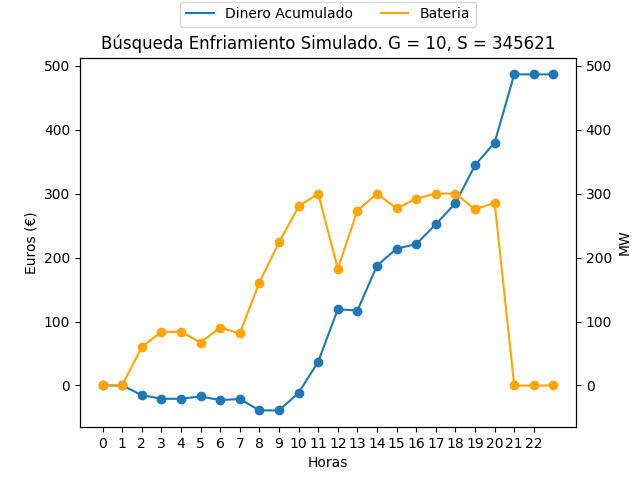 Dinero Acumulado Bateria
Búsqueda Enfriamiento Simulado. G = 10, S = 345621
500 500
400 400
300 300
200 200
100 100
0 0
Euros (€)
MW
0 1 2 3 4 5 6 7 8 9 10 11 12 13 14 15 16 17 18 19 20 21 22
Horas